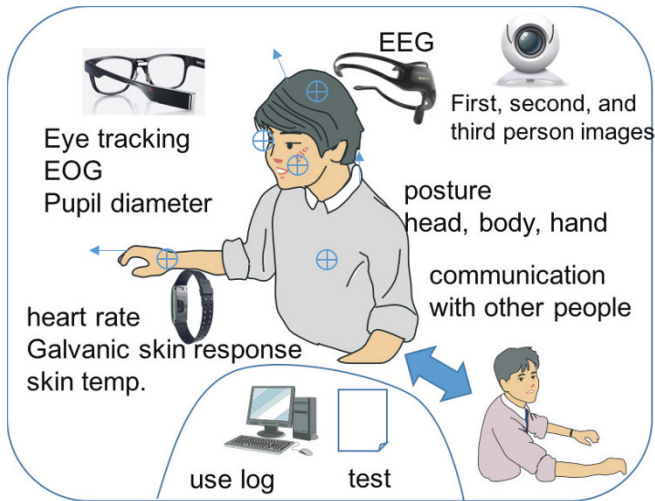 EEG
First, second, and
third person images
Eye tracking
EOG
Pupil diameter
posture
head, body, hand
communication
with other people
heart rate
Galvanic skin response
skin temp.
use log
test